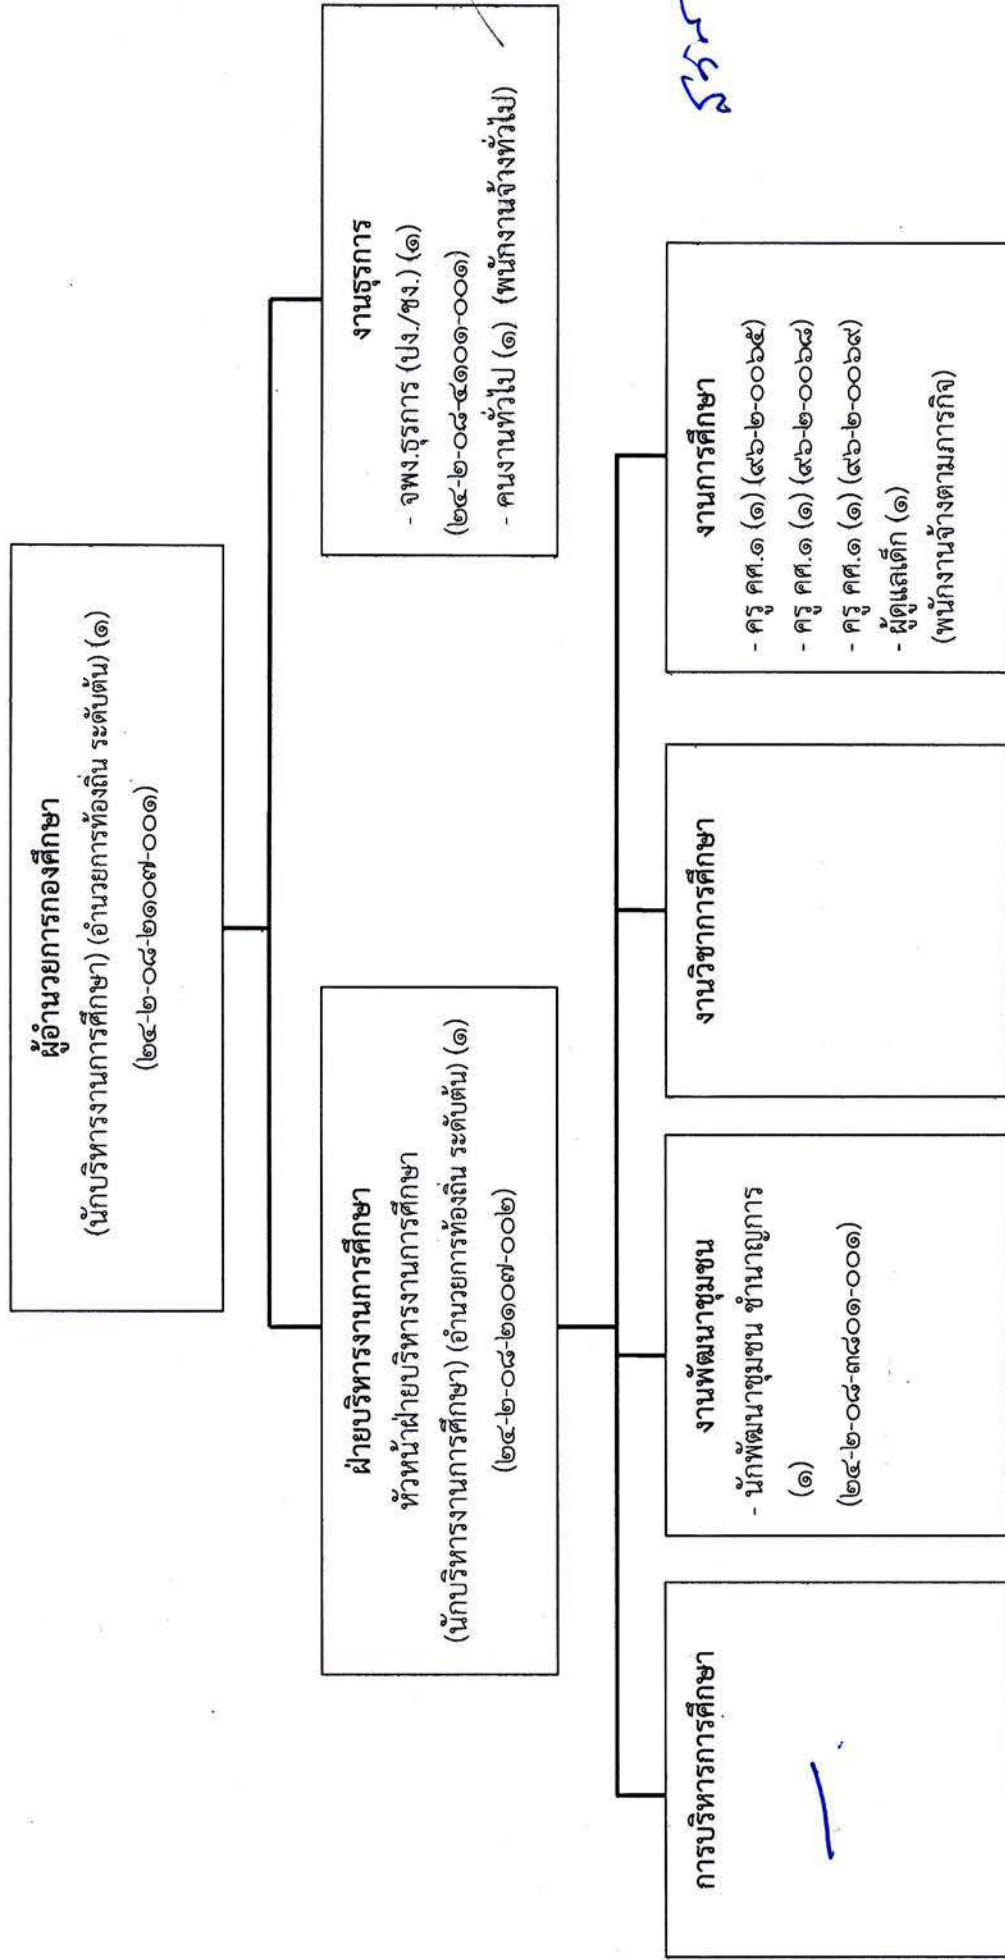 ผู้อำนวยการกองศึกษา
(นักบริหารงานการศึกษา) (อำนวยการท้องถิ่น ระดับต้น) (๑)
(๒๔-๒-๐๘-๒๑๐๗-๐๐๑)
ฝ่ายบริหารงานการศึกษา
หัวหน้าฝ่ายบริหารงานการศึกษา
(นักบริหารงานการศึกษา) (อำนวยการท้องถิ่น ระดับต้น) (๑)
(๒๔-๒-๐๘-๒๑๐๗-๐๐๒)
งานธุรการ
- จพง.ธุรการ (ปง./ชง.) (๑)
(๒๔-๒-๐๘-๔๑๐๑-๐๐๑)
- คนงานทั่วไป (๑) (พนักงานจ้างทั่วไป)
การบริหารการศึกษา
งานพัฒนาชุมชน
- นักพัฒนาชุมชน ชำนาญการ
(๑)
(๒๔-๒-๐๘-๓๘๐๑-๐๐๑)
งานวิชาการศึกษา
งานการศึกษา
- ครู คศ.๑ (๑) (๙๖-๒-๐๐๖๕)
- ครู คศ.๑ (๑) (๙๖-๒-๐๐๖๘)
- ครู คศ.๑ (๑) (๙๖-๒-๐๐๖๙)
- ผู้ดูแลเด็ก (๑)
(พนักงานจ้างตามภารกิจ)